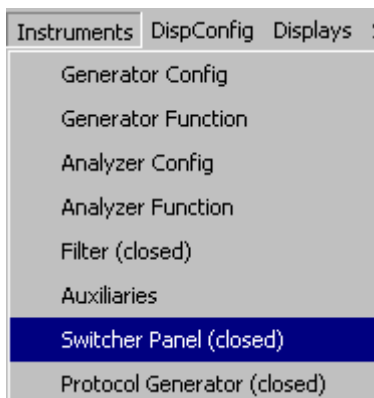 Instruments DispConfig Displays
Generator Config
Generator Function
Analyzer Config
Analyzer Function
Filter (closed)
Auxiliaries
Switcher Panel (closed)
Protocol Generator (closed)